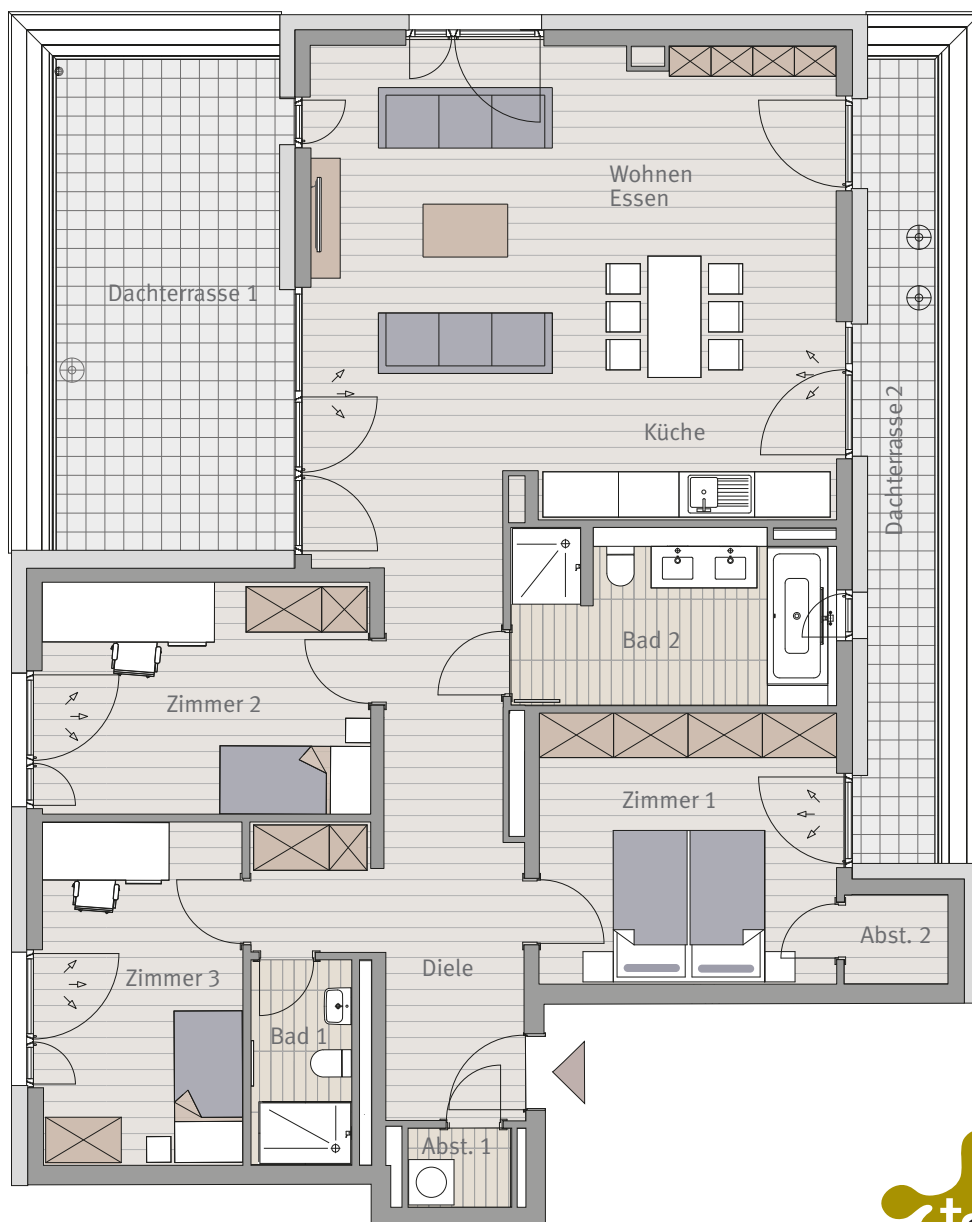 Wohnen
Essen
Dachterrasse 1
Dachterrasse 2
Küche
Bad 2
Zimmer 2
Zimmer 1
Abst. 2
Diele
Zimmer 3
Bad 1
Abst. 1